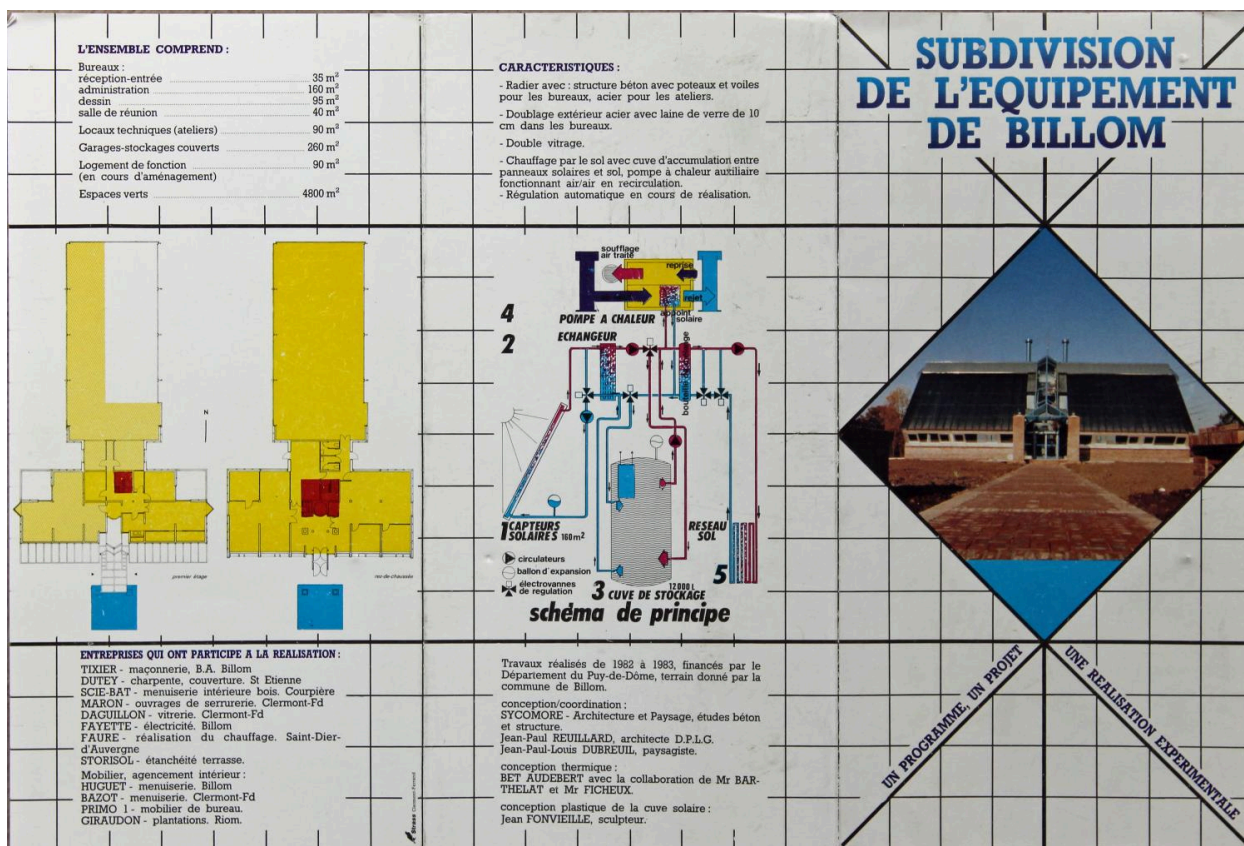 L'ENSEMBLE COMPREND :
Bureaux :
réception-entrée 35 m²
administration 160 m²
dessin 95 m²
salle de réunion 40 m²
Locaux techniques (ateliers) 90 m²
Garages-stockages couverts 260 m²
Logement de fonction 90 m²
(en cours d'aménagement)
Espaces verts 4800 m²
N
premier étage
rez-de-chaussée
ENTREPRISES QUI ONT PARTICIPE A LA REALISATION :
TIXIER - maçonnerie, B.A. Billom
DUTEY - charpente, couverture. St Etienne
SCIE-BAT - menuiserie intérieure bois. Courpière
MARON - ouvrages de serrurerie. Clermont-Fd
DAGUILLON - vitrerie. Clermont-Fd
FAYETTE - électricité. Billom
FAURE - réalisation du chauffage. Saint-Dier-
d'Auvergne
STORISOL - étanchéité terrasse.
Mobilier, agencement intérieur :
HUGUET - menuiserie. Billom
BAZOT - menuiserie. Clermont-Fd
PRIMO 1 - mobilier de bureau.
GIRAUDON - plantations. Riom.
CARACTERISTIQUES :
- Radier avec : structure béton avec poteaux et voiles
pour les bureaux, acier pour les ateliers.
- Doublage extérieur acier avec laine de verre de 10
cm dans les bureaux.
- Double vitrage.
- Chauffage par le sol avec cuve d'accumulation entre
panneaux solaires et sol, pompe à chaleur auxiliaire
fonctionnant air/air en recirculation.
- Régulation automatique en cours de réalisation.
soufflage
air traité
reprise
rejet
appoint
solaire
4 POMPE A CHALEUR
2 ECHANGEUR
1 CAPTEURS
SOLAIRES 160m²
RESEAU
SOL
5
circulateurs
ballon d'expansion
électrovannes
de regulation
12000 L
3 CUVE DE STOCKAGE
schéma de principe
Travaux réalisés de 1982 à 1983, financés par le
Département du Puy-de-Dôme, terrain donné par la
commune de Billom.
conception/coordination :
SYCOMORE - Architecture et Paysage, études béton
et structure.
Jean-Paul REUILLARD, architecte D.P.L.G.
Jean-Paul-Louis DUBREUIL, paysagiste.
conception thermique :
BET AUDEBERT avec la collaboration de Mr BAR-
THELAT et Mr FICHEUX.
conception plastique de la cuve solaire :
Jean FONVIEILLE, sculpteur.
SUBDIVISION
DE L'EQUIPEMENT
DE BILLOM
UN PROGRAMME, UN PROJET
UNE REALISATION EXPERIMENTALE